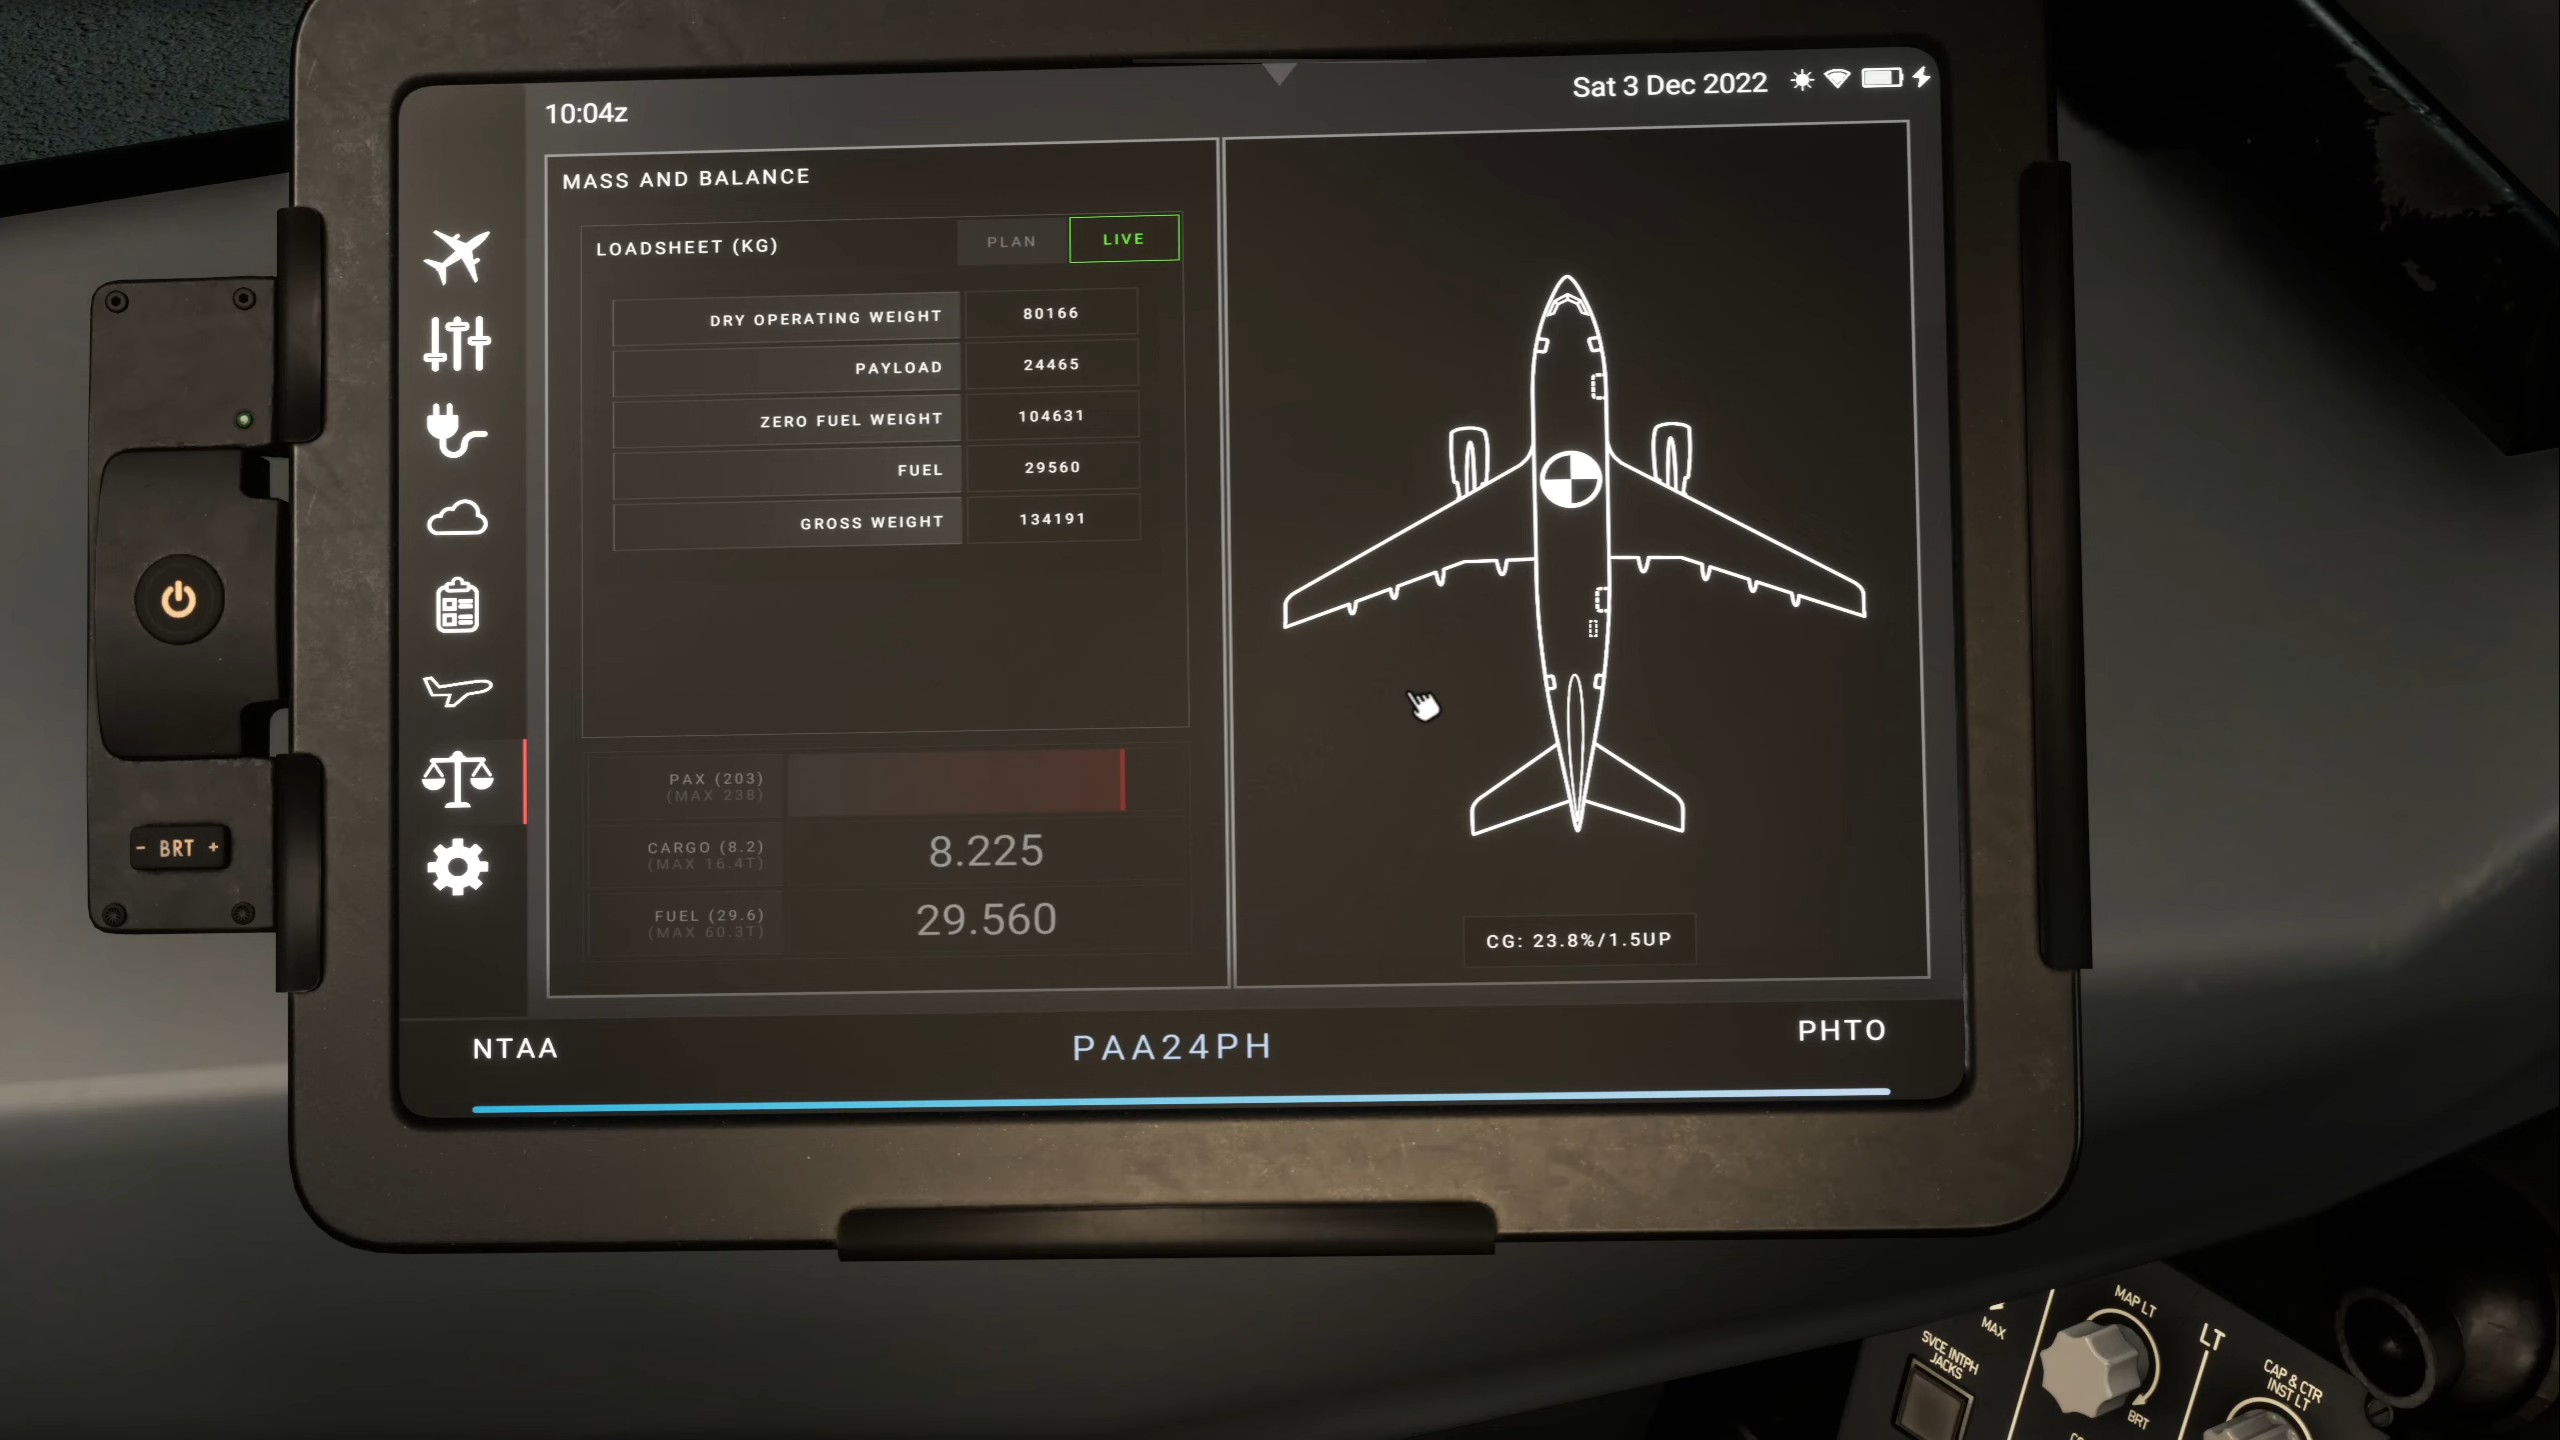 10:04z
Sat 3 Dec 2022
MASS AND BALANCE
LOADSHEET (KG)
PLAN
LIVE
DRY OPERATING WEIGHT 80166
PAYLOAD 24465
ZERO FUEL WEIGHT 104631
FUEL 29560
GROSS WEIGHT 134191
PAX (203)
(MAX 238)
CARGO (8.2)
(MAX 16.4T)
8.225
FUEL (29.6)
(MAX 60.3T)
29.560
CG: 23.8%/1.5UP
NTAA
PAA24PH
PHTO
- BRT +
MAP LT
MAX
SVCE INTPH
JACKS
BRT
LT
CAP & CTR
INST LT